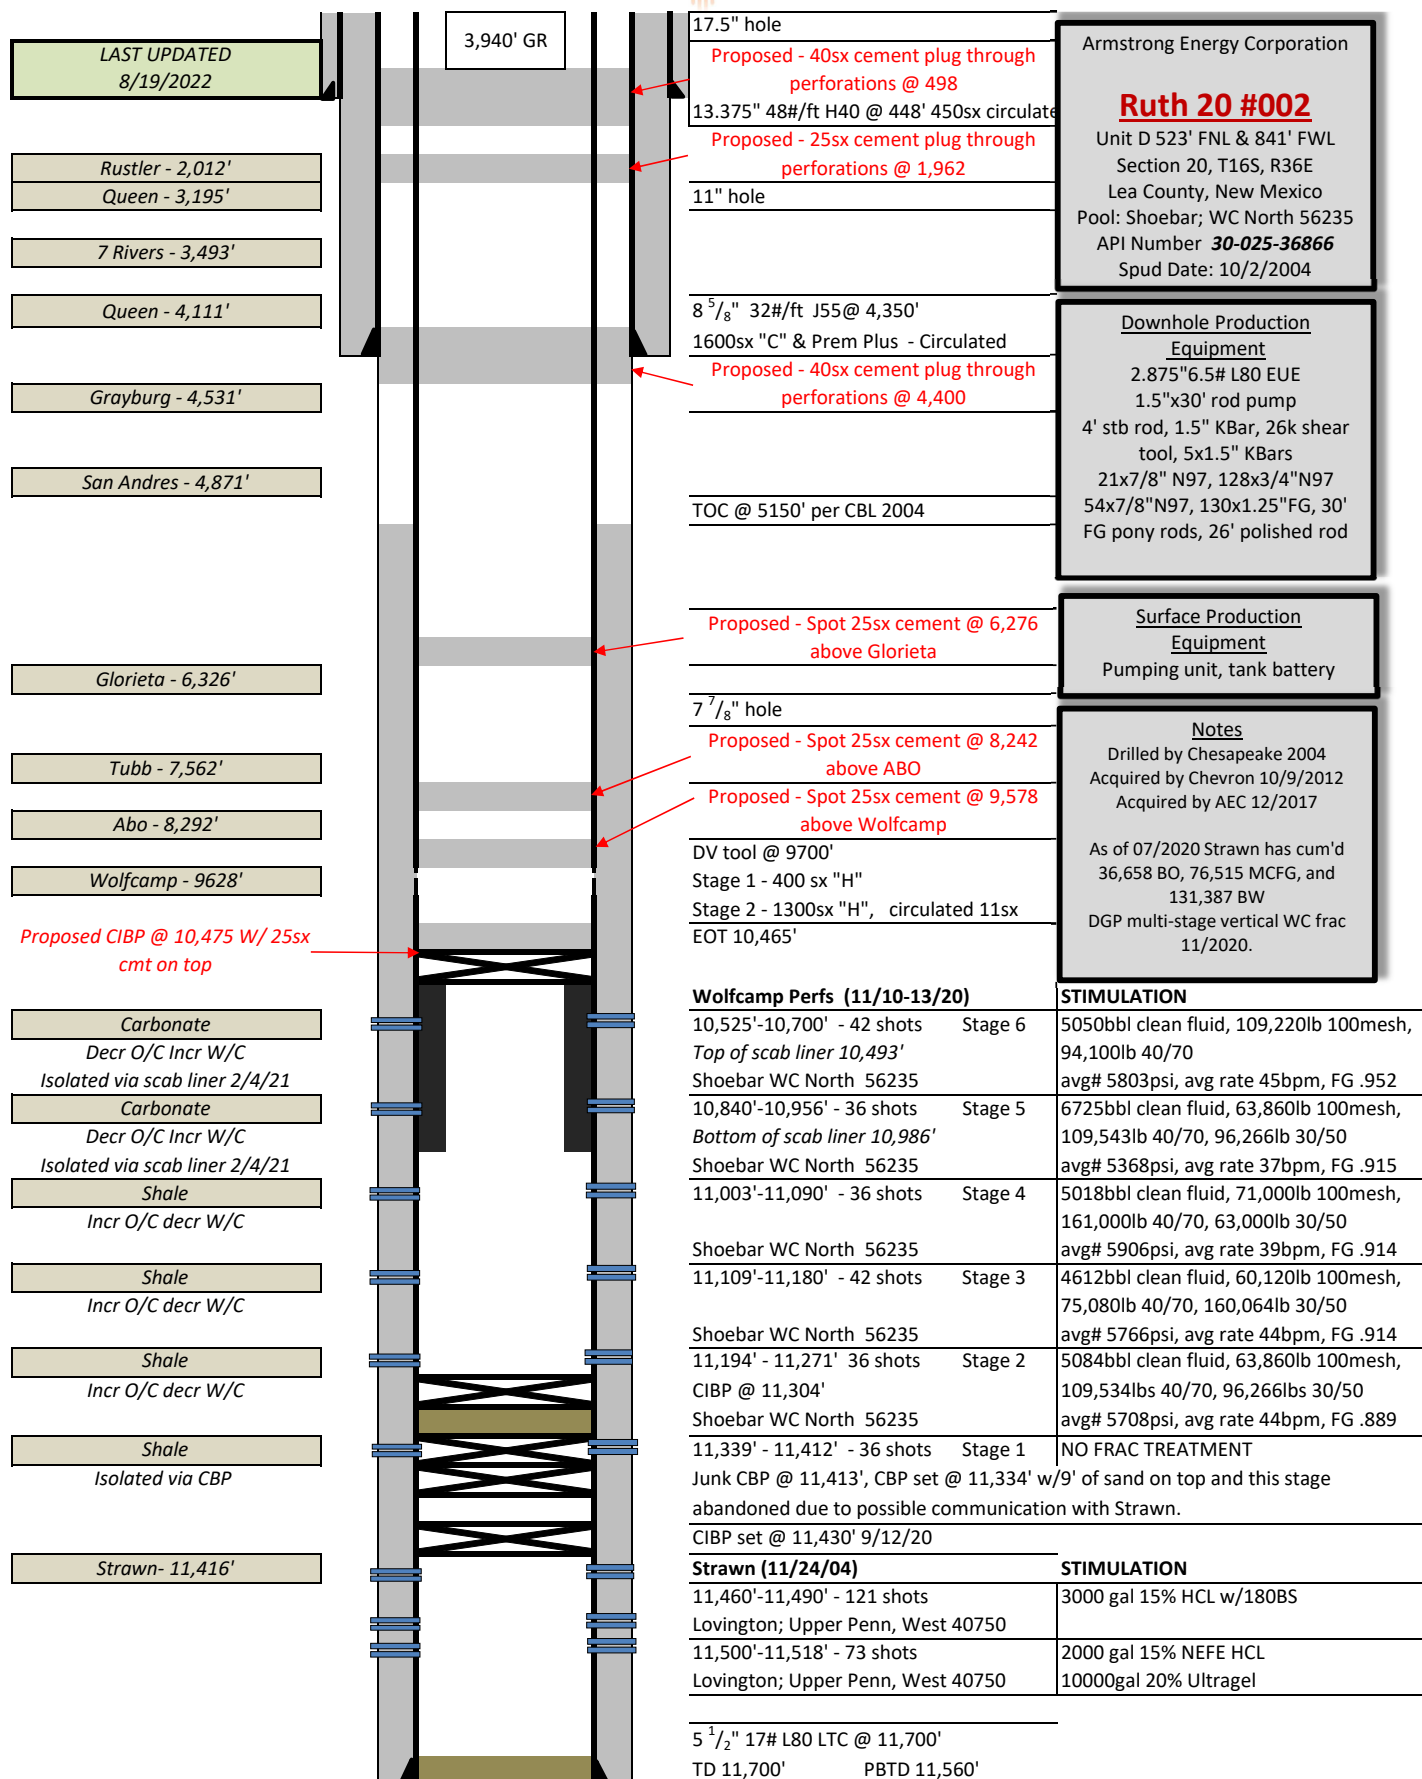 LAST UPDATED
8/19/2022
Rustler - 2,012'
Queen - 3,195'
7 Rivers - 3,493'
Queen - 4,111'
Grayburg - 4,531'
San Andres - 4,871'
Glorieta - 6,326'
Tubb - 7,562'
Abo - 8,292'
Wolfcamp - 9628'
Proposed CIBP @ 10,475 W/ 25sx
cmt on top
Carbonate
Decr O/C Incr W/C
Isolated via scab liner 2/4/21
Carbonate
Decr O/C Incr W/C
Isolated via scab liner 2/4/21
Shale
Incr O/C decr W/C
Shale
Incr O/C decr W/C
Shale
Incr O/C decr W/C
Shale
Isolated via CBP
Strawn- 11,416'
3,940' GR
17.5" hole
Proposed - 40sx cement plug through
perforations @ 498
13.375" 48#/ft H40 @ 448' 450sx circulate
Proposed - 25sx cement plug through
perforations @ 1,962
11" hole
8 5/8" 32#/ft J55@ 4,350'
1600sx "C" & Prem Plus - Circulated
Proposed - 40sx cement plug through
perforations @ 4,400
TOC @ 5150' per CBL 2004
Proposed - Spot 25sx cement @ 6,276
above Glorieta
7 7/8" hole
Proposed - Spot 25sx cement @ 8,242
above ABO
Proposed - Spot 25sx cement @ 9,578
above Wolfcamp
DV tool @ 9700'
Stage 1 - 400 sx "H"
Stage 2 - 1300sx "H", circulated 11sx
EOT 10,465'
Armstrong Energy Corporation
Ruth 20 #002
Unit D 523' FNL & 841' FWL
Section 20, T16S, R36E
Lea County, New Mexico
Pool: Shoebar; WC North 56235
API Number 30-025-36866
Spud Date: 10/2/2004
Downhole Production
Equipment
2.875"6.5# L80 EUE
1.5"x30' rod pump
4' stb rod, 1.5" KBar, 26k shear
tool, 5x1.5" KBars
21x7/8" N97, 128x3/4"N97
54x7/8"N97, 130x1.25"FG, 30'
FG pony rods, 26' polished rod
Surface Production
Equipment
Pumping unit, tank battery
Notes
Drilled by Chesapeake 2004
Acquired by Chevron 10/9/2012
Acquired by AEC 12/2017
As of 07/2020 Strawn has cum'd
36,658 BO, 76,515 MCFG, and
131,387 BW
DGP multi-stage vertical WC frac
11/2020.
Wolfcamp Perfs (11/10-13/20) STIMULATION
10,525'-10,700' - 42 shots Stage 6 5050bbl clean fluid, 109,220lb 100mesh,
Top of scab liner 10,493' 94,100lb 40/70
Shoebar WC North 56235 avg# 5803psi, avg rate 45bpm, FG .952
10,840'-10,956' - 36 shots Stage 5 6725bbl clean fluid, 63,860lb 100mesh,
Bottom of scab liner 10,986' 109,543lb 40/70, 96,266lb 30/50
Shoebar WC North 56235 avg# 5368psi, avg rate 37bpm, FG .915
11,003'-11,090' - 36 shots Stage 4 5018bbl clean fluid, 71,000lb 100mesh,
161,000lb 40/70, 63,000lb 30/50
Shoebar WC North 56235 avg# 5906psi, avg rate 39bpm, FG .914
11,109'-11,180' - 42 shots Stage 3 4612bbl clean fluid, 60,120lb 100mesh,
75,080lb 40/70, 160,064lb 30/50
Shoebar WC North 56235 avg# 5766psi, avg rate 44bpm, FG .914
11,194' - 11,271' 36 shots Stage 2 5084bbl clean fluid, 63,860lb 100mesh,
CIBP @ 11,304' 109,534lbs 40/70, 96,266lbs 30/50
Shoebar WC North 56235 avg# 5708psi, avg rate 44bpm, FG .889
11,339' - 11,412' - 36 shots Stage 1 NO FRAC TREATMENT
Junk CBP @ 11,413', CBP set @ 11,334' w/9' of sand on top and this stage
abandoned due to possible communication with Strawn.
CIBP set @ 11,430' 9/12/20
Strawn (11/24/04) STIMULATION
11,460'-11,490' - 121 shots 3000 gal 15% HCL w/180BS
Lovington; Upper Penn, West 40750
11,500'-11,518' - 73 shots 2000 gal 15% NEFE HCL
Lovington; Upper Penn, West 40750 10000gal 20% Ultragel
5 1/2" 17# L80 LTC @ 11,700'
TD 11,700' PBTD 11,560'